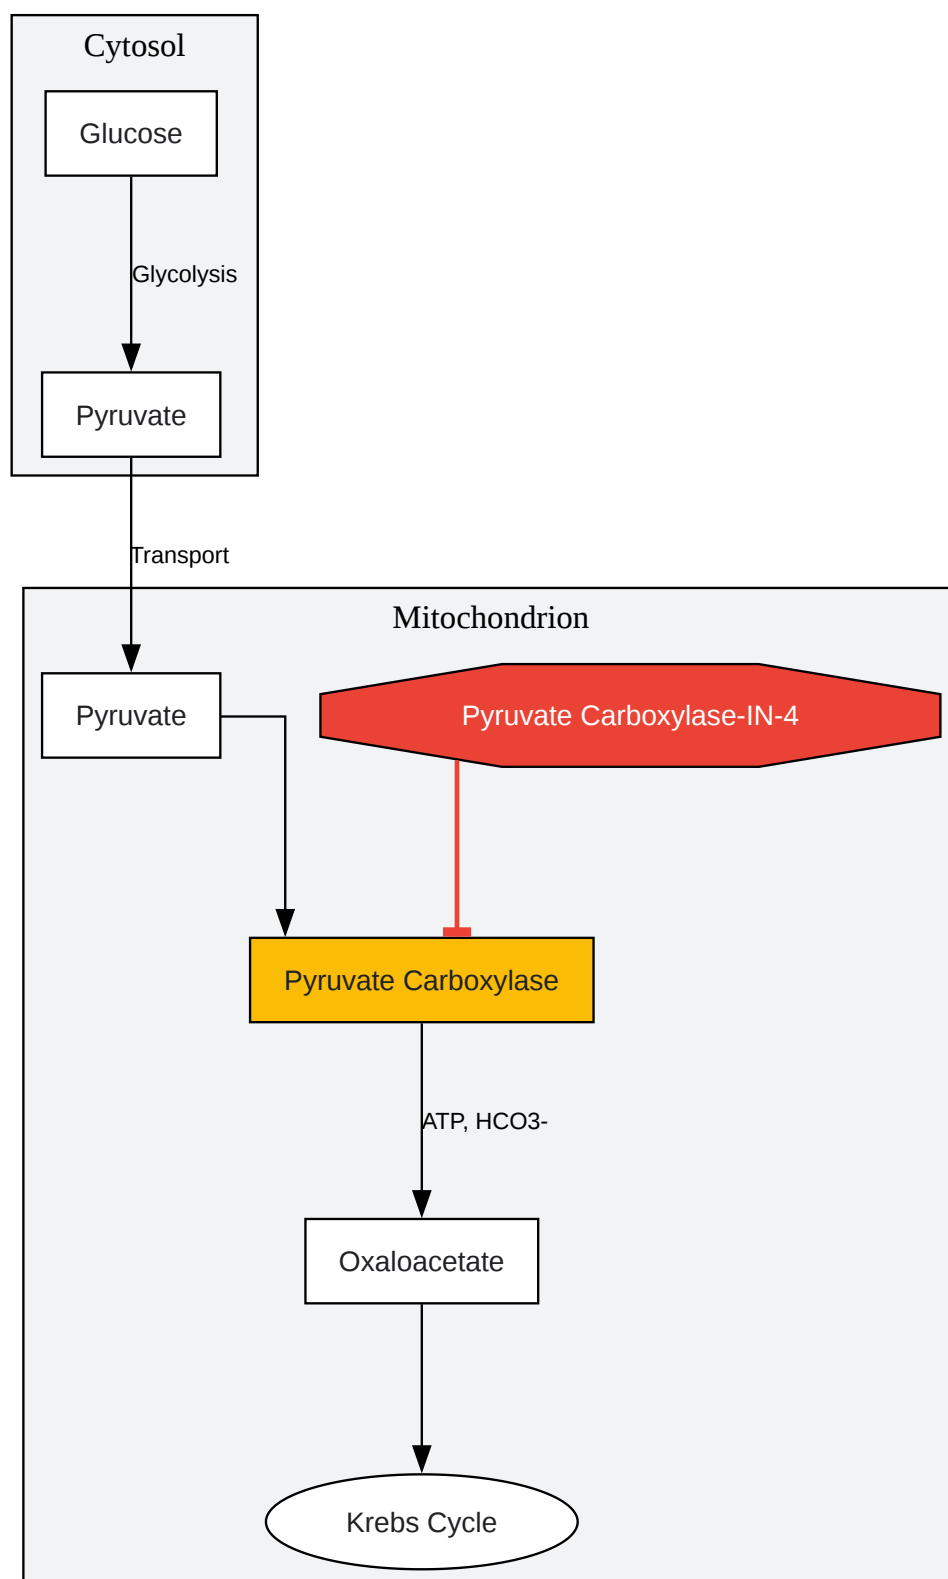 Cytosol
Glucose
Glycolysis
Pyruvate
Transport
Mitochondrion
Pyruvate
Pyruvate Carboxylase-IN-4
Pyruvate Carboxylase
ATP, HCO3-
Oxaloacetate
Krebs Cycle